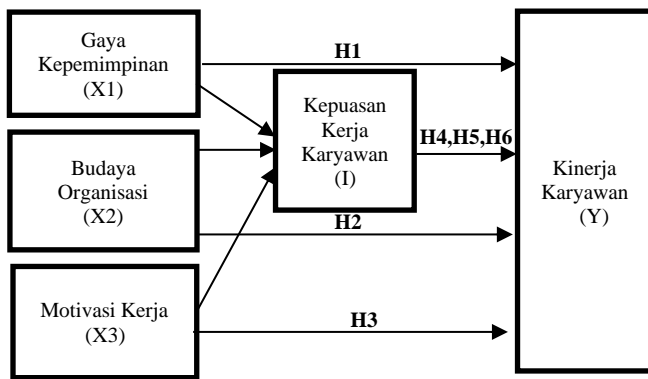 Gaya
Kepemimpinan
(X1)
H1
Kepuasan
Kerja
Karyawan
(I)
H4,H5,H6
Budaya
Organisasi
(X2)
H2
Kinerja
Karyawan
(Y)
Motivasi Kerja
(X3)
H3